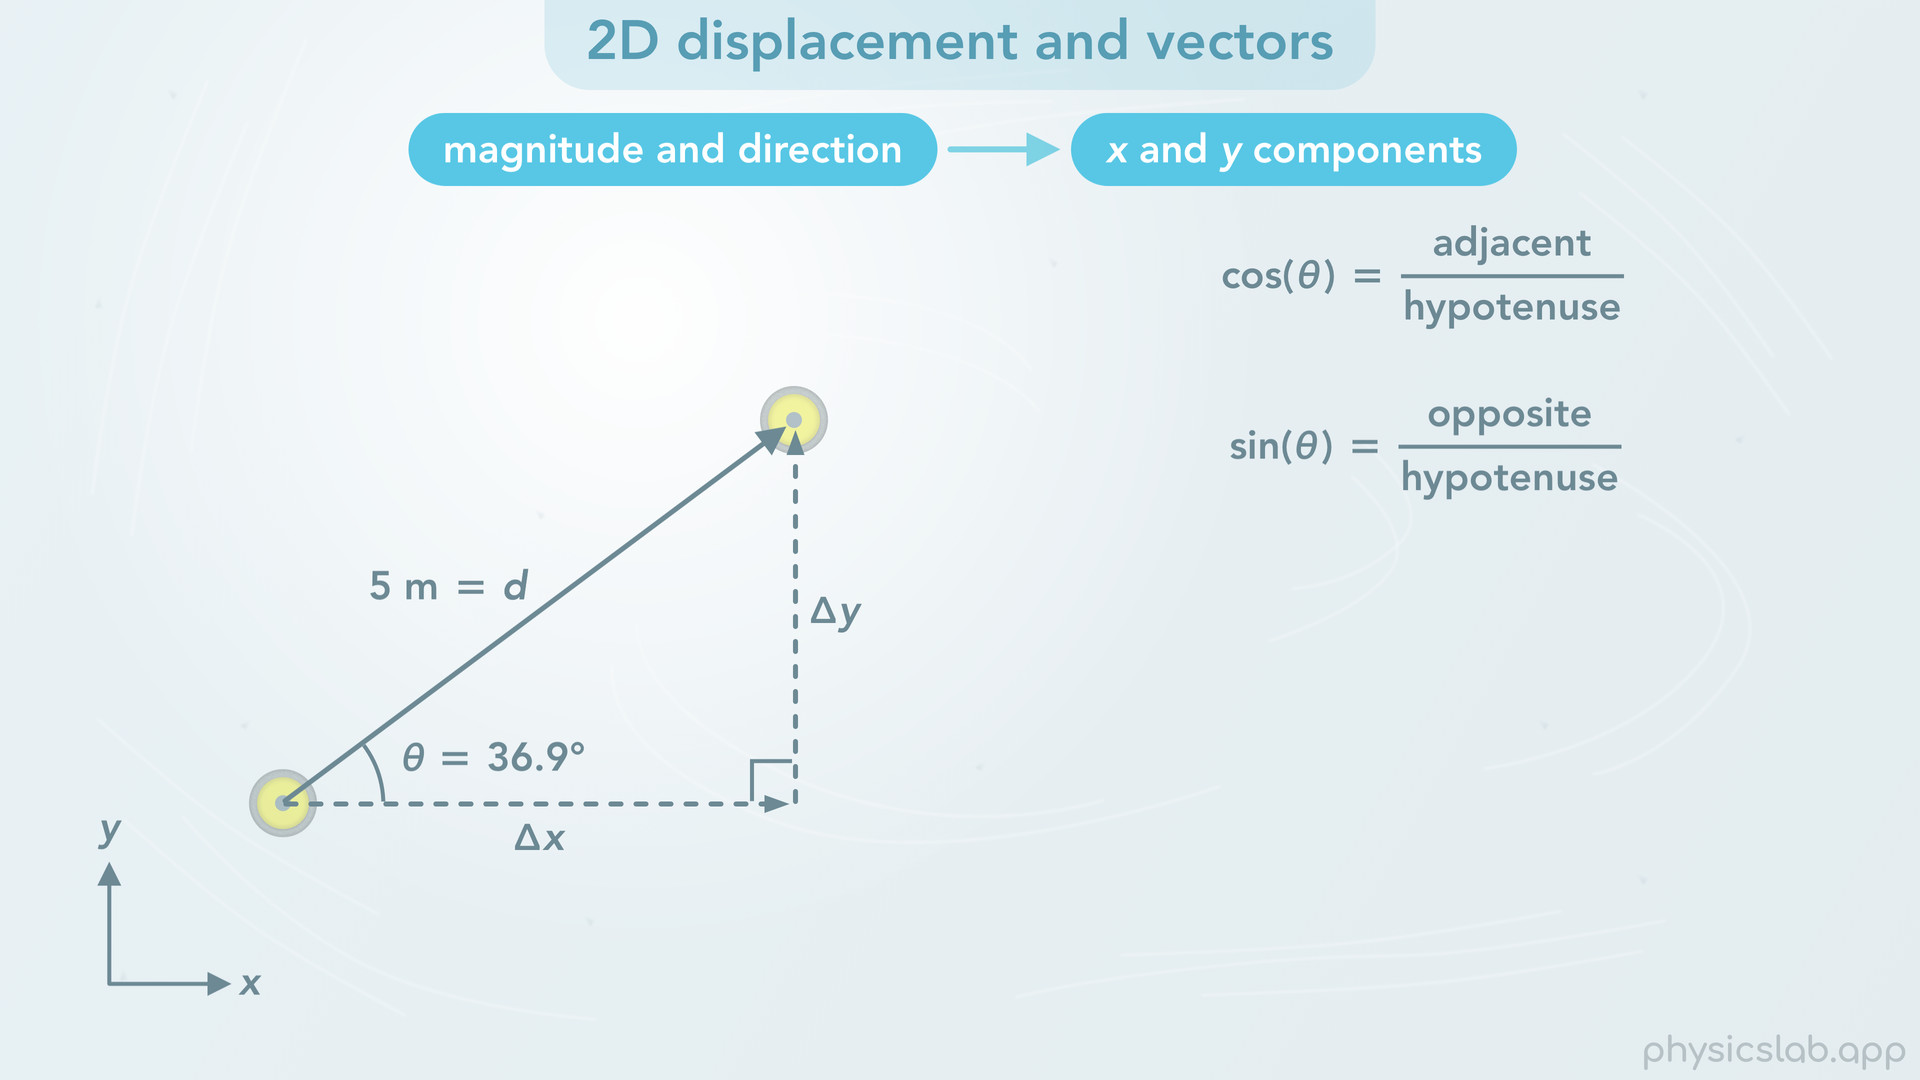 2D displacement and vectors
magnitude and direction
x and y components
cos(θ) = adjacent / hypotenuse
sin(θ) = opposite / hypotenuse
5 m = d
Δy
θ = 36.9°
Δx
y
x
physicslab.app